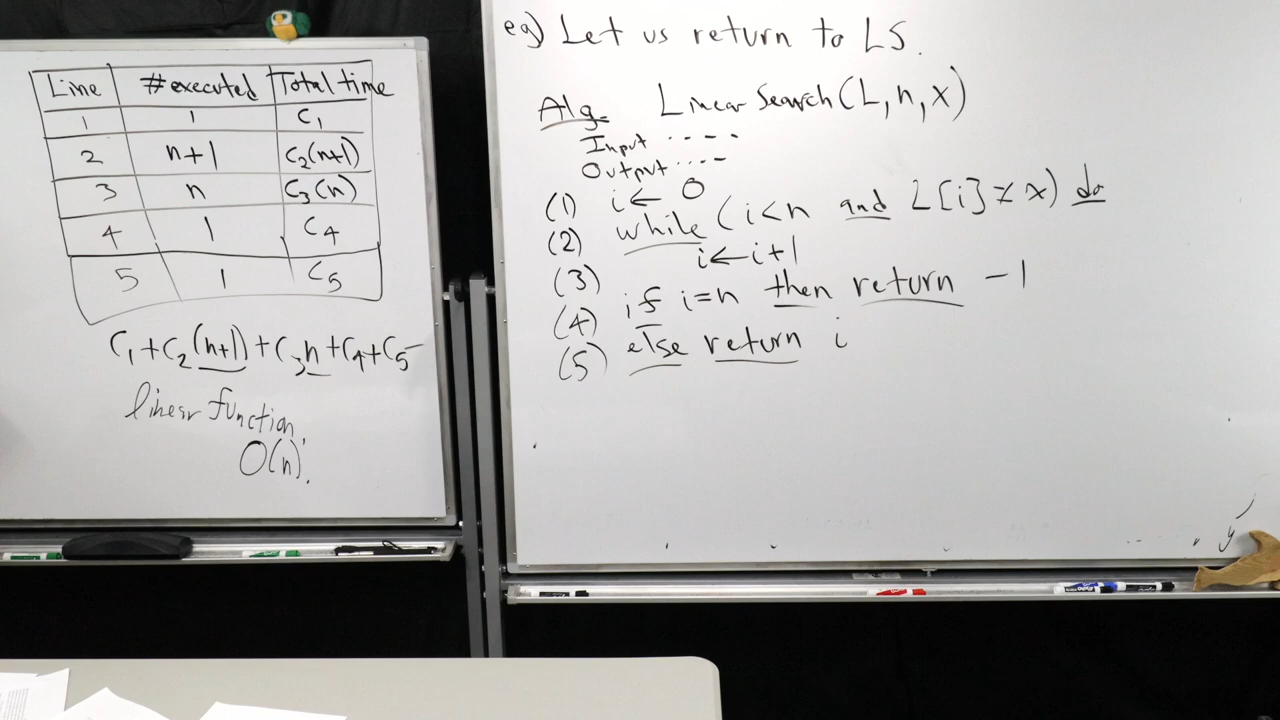 Line #executed Total time
1 1 C₁
2 n+1 C₂(n+1)
3 n C₃(n)
4 1 C₄
5 1 C₅
C₁+C₂(n+1)+C₃n+C₄+C₅
linear function.
O(n).
eg) Let us return to LS.
Alg. LinearSearch(L,n,x)
Input ----
Output ----
(1) i ← 0
(2) while (i<n and L[i] ≠ x) do
(3) i ← i+1
(4) if i=n then return -1
(5) else return i